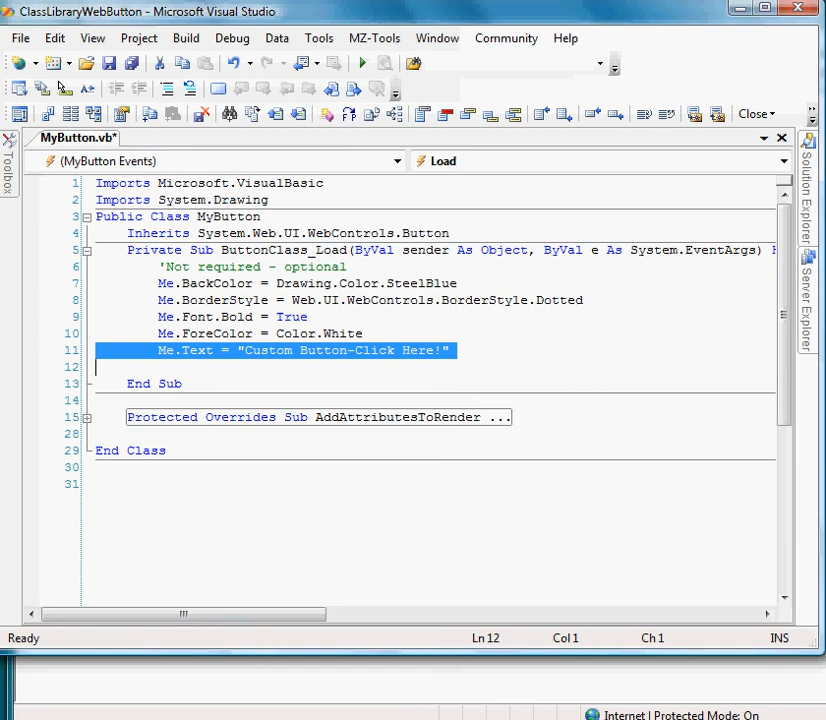 ClassLibraryWebButton - Microsoft Visual Studio
File Edit View Project Build Debug Data Tools MZ-Tools Window Community Help
Close
MyButton.vb*
(MyButton Events) Load
Toolbox
Solution Explorer
Server Explorer
1 Imports Microsoft.VisualBasic
2 Imports System.Drawing
3 Public Class MyButton
4 Inherits System.Web.UI.WebControls.Button
5 Private Sub ButtonClass_Load(ByVal sender As Object, ByVal e As System.EventArgs) H
6 'Not required - optional
7 Me.BackColor = Drawing.Color.SteelBlue
8 Me.BorderStyle = Web.UI.WebControls.BorderStyle.Dotted
9 Me.Font.Bold = True
10 Me.ForeColor = Color.White
11 Me.Text = "Custom Button-Click Here!"
12
13 End Sub
14
15 Protected Overrides Sub AddAttributesToRender ...
28
29 End Class
30
31
Ready Ln 12 Col 1 Ch 1 INS
Internet | Protected Mode: On